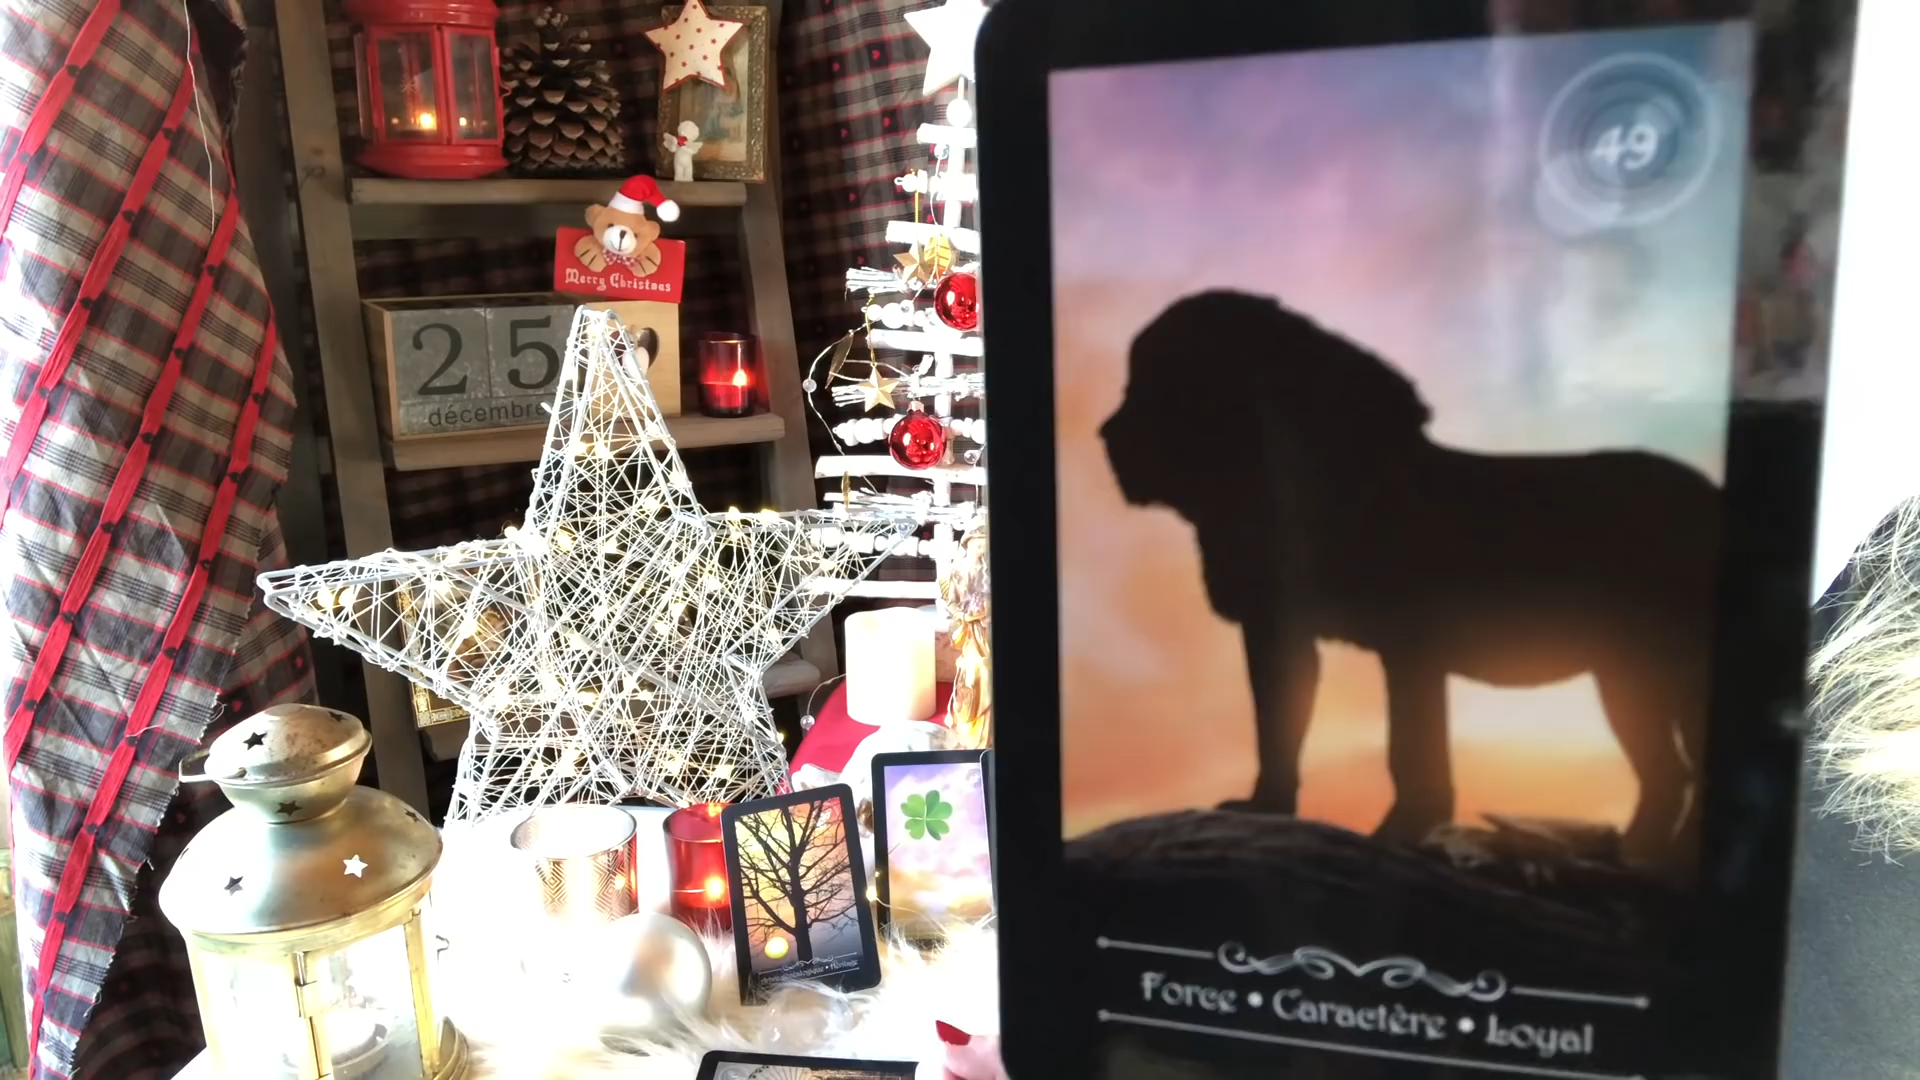 Merry Christmas
25
décembre
49
Force • Caractère • Loyal